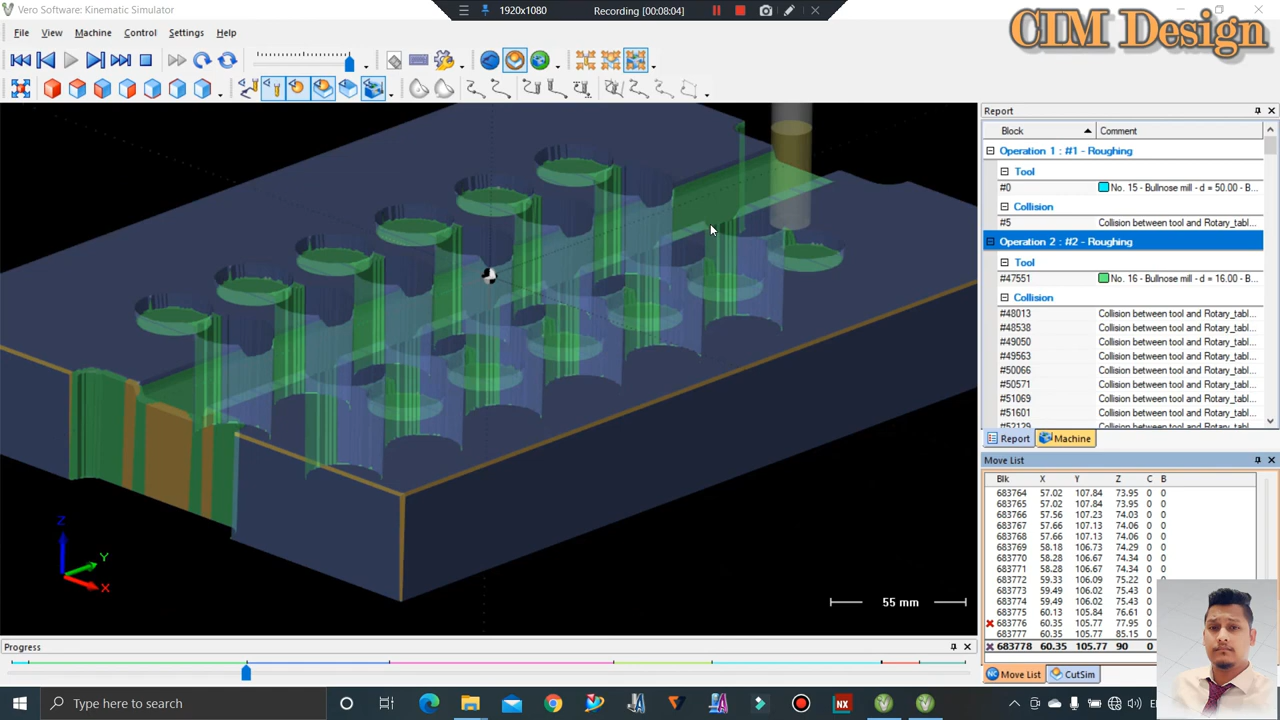 Vero Software: Kinematic Simulator
1920x1080
Recording [00:08:04]
CIM Design
File View Machine Control Settings Help
Report
Block Comment
Operation 1 : #1 - Roughing
Tool
#0 No. 15 - Bullnose mill - d = 50.00 - B...
Collision
#5 Collision between tool and Rotary_tabl...
Operation 2 : #2 - Roughing
Tool
#47551 No. 16 - Bullnose mill - d = 16.00 - B...
Collision
#48013 Collision between tool and Rotary_tabl...
#48538 Collision between tool and Rotary_tabl...
#49050 Collision between tool and Rotary_tabl...
#49563 Collision between tool and Rotary_tabl...
#50066 Collision between tool and Rotary_tabl...
#50571 Collision between tool and Rotary_tabl...
#51069 Collision between tool and Rotary_tabl...
#51601 Collision between tool and Rotary_tabl...
#52129 Collision between tool and Rotary_tabl...
Report Machine
Move List
Blk X Y Z C B
683764 57.02 107.84 73.95 0 0
683765 57.02 107.84 73.95 0 0
683766 57.56 107.23 74.03 0 0
683767 57.66 107.13 74.06 0 0
683768 57.66 107.13 74.06 0 0
683769 58.18 106.73 74.29 0 0
683770 58.28 106.67 74.34 0 0
683771 58.28 106.67 74.34 0 0
683772 59.33 106.09 75.22 0 0
683773 59.49 106.02 75.43 0
683774 59.49 106.02 75.43 0
683775 60.13 105.84 76.61 0
683776 60.35 105.77 77.95 0
683777 60.35 105.77 85.15 0
683778 60.35 105.77 90 0
Move List CutSim
Z
Y
X
55 mm
Progress
Type here to search
NX